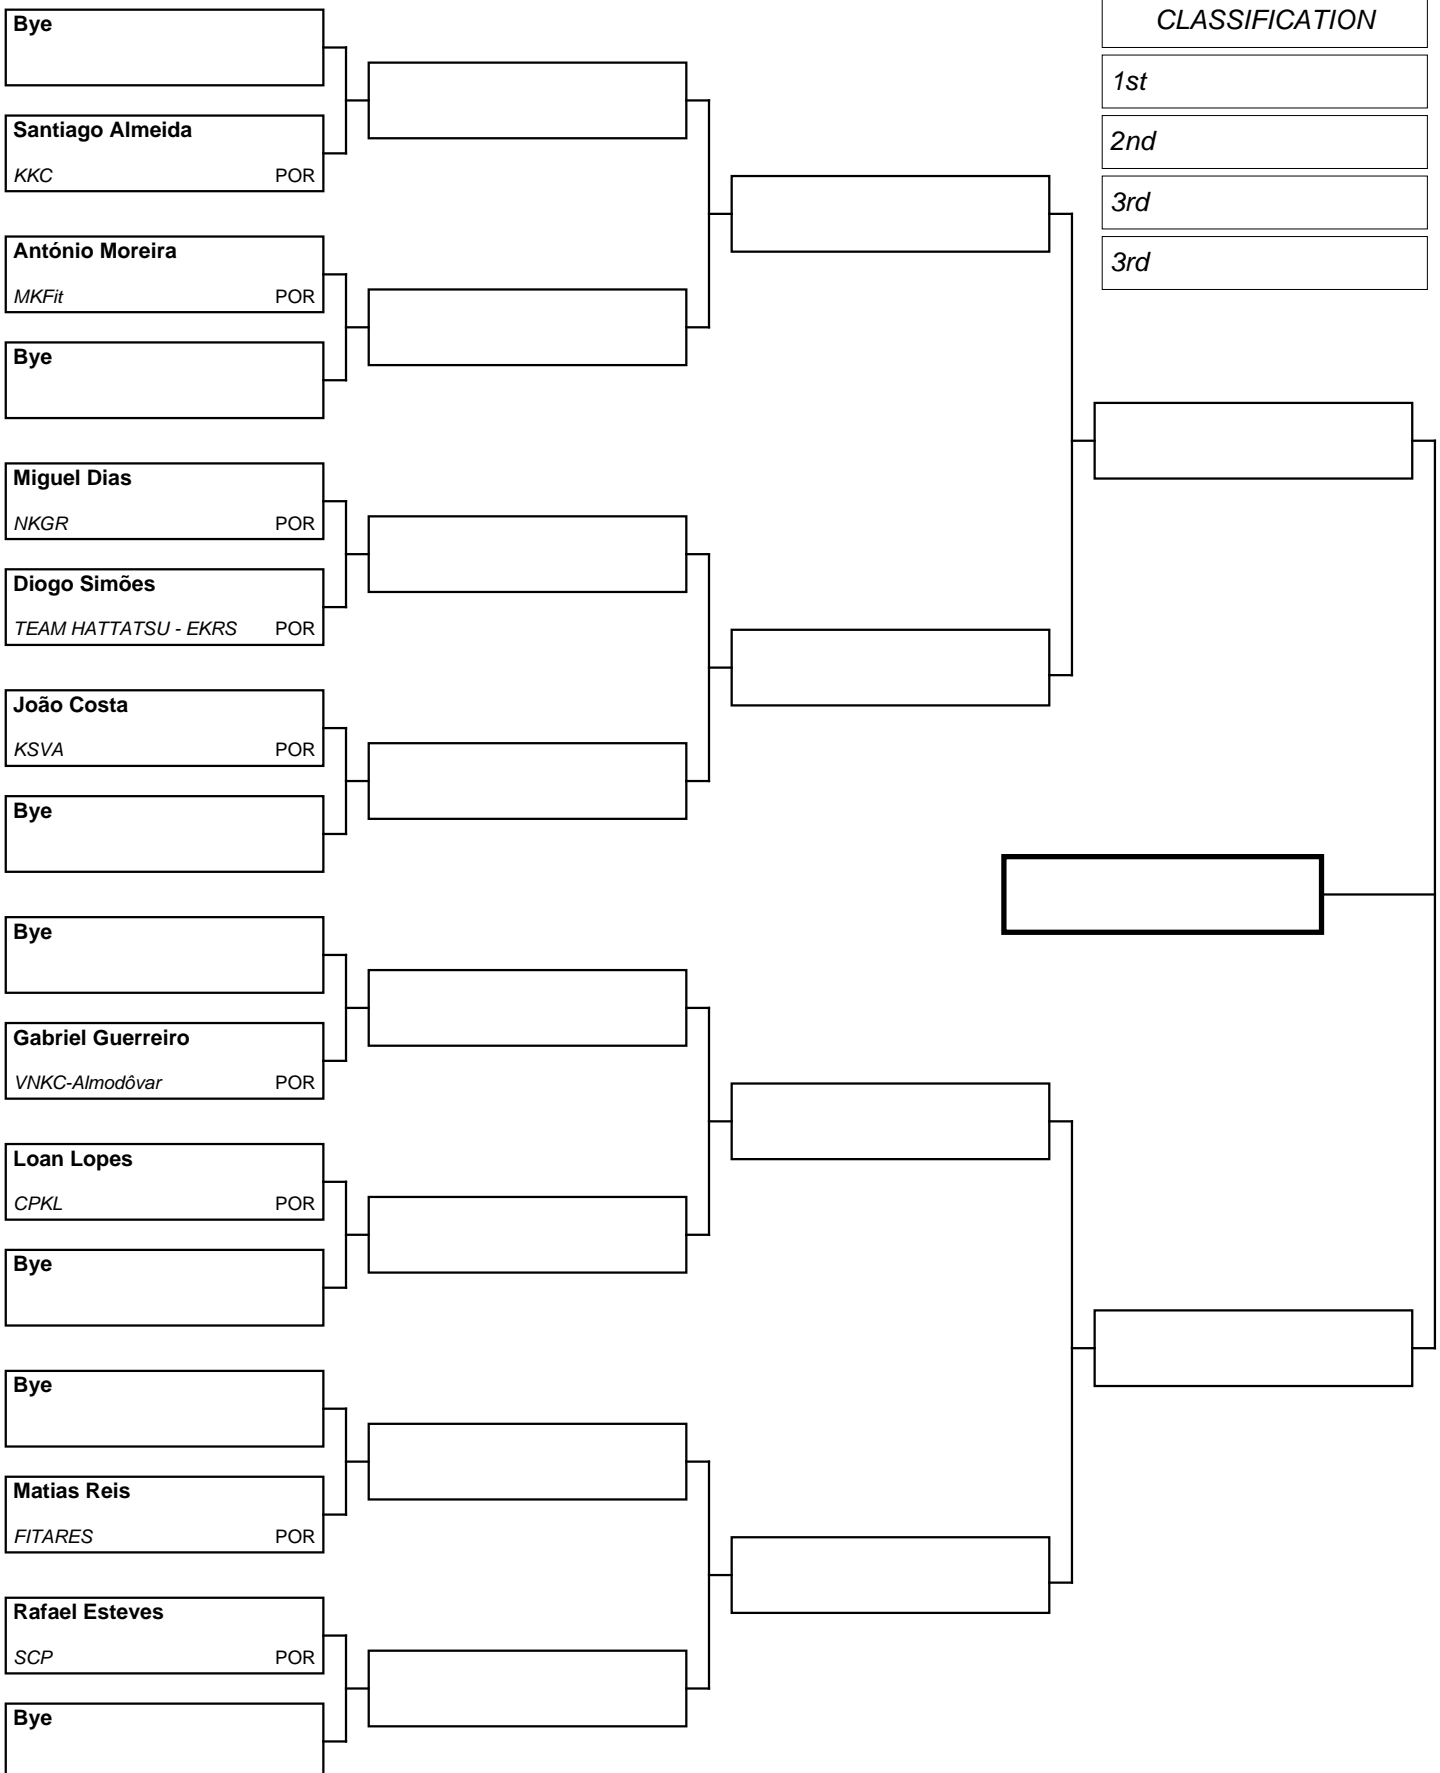 Bye
Santiago Almeida
KKC POR
António Moreira
MKFit POR
Bye
Miguel Dias
NKGR POR
Diogo Simões
TEAM HATTATSU - EKRS POR
João Costa
KSVA POR
Bye
Bye
Gabriel Guerreiro
VNKC-Almodôvar POR
Loan Lopes
CPKL POR
Bye
Bye
Matias Reis
FITARES POR
Rafael Esteves
SCP POR
Bye
CLASSIFICATION
1st
2nd
3rd
3rd